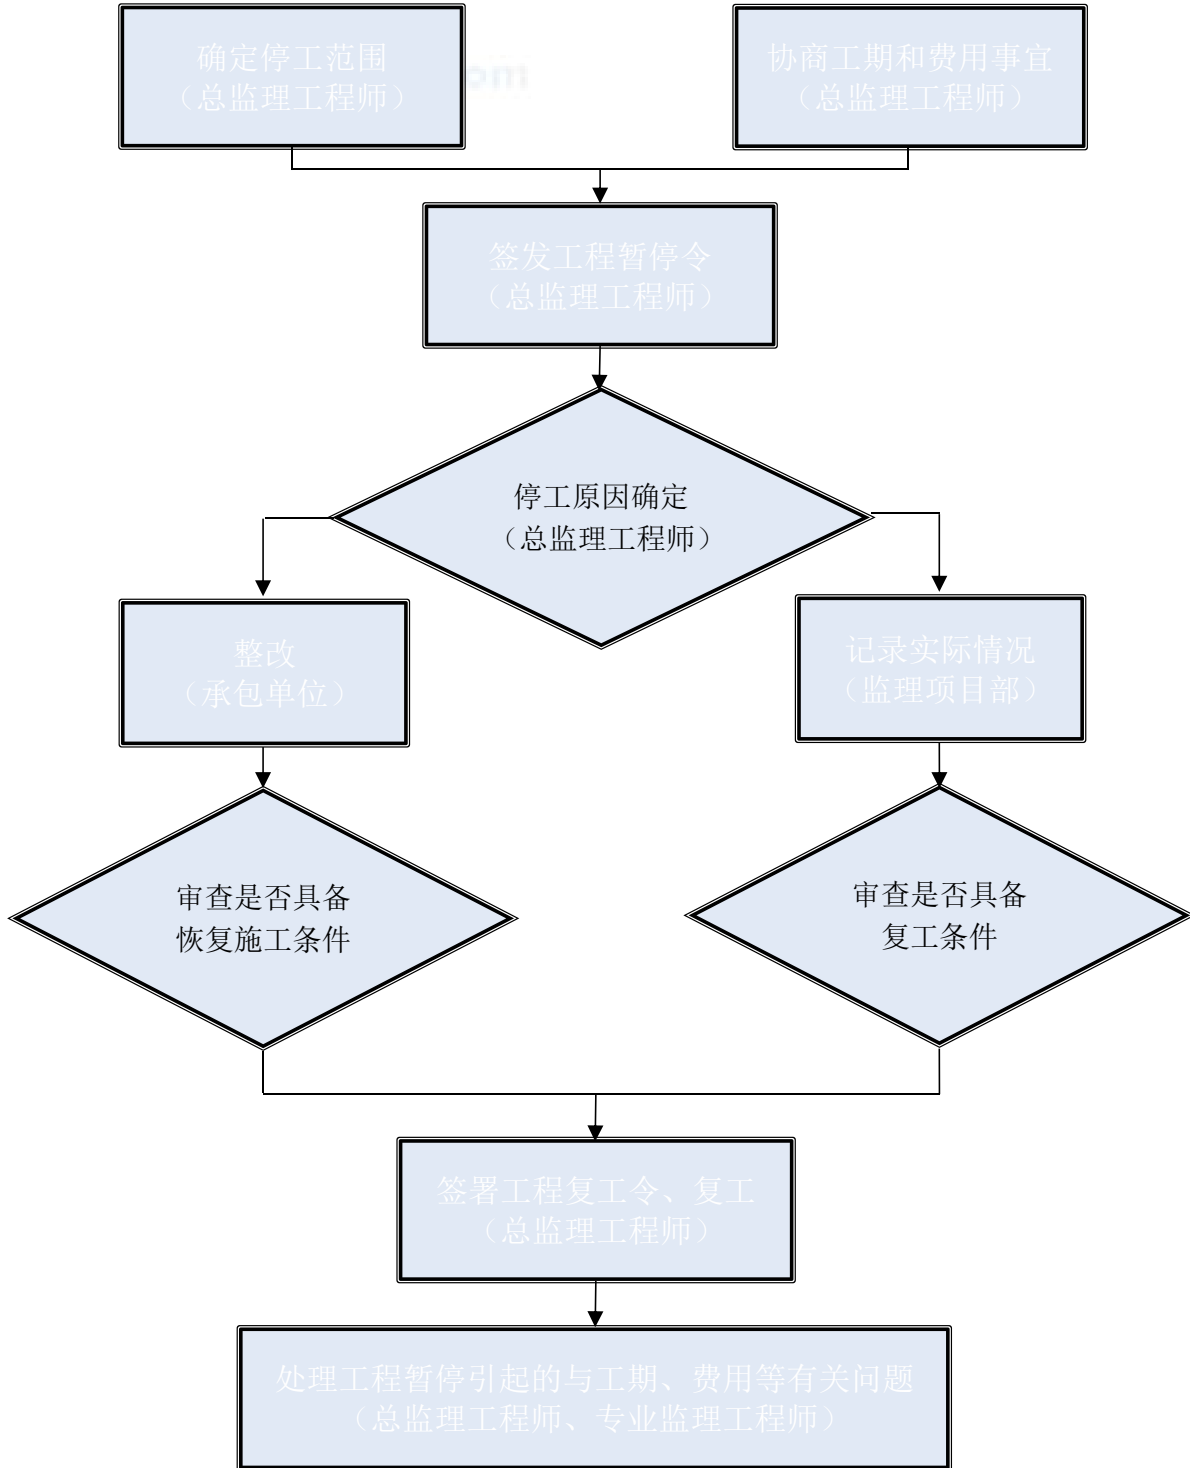 确定停工范围
（总监理工程师）
协商工期和费用事宜
（总监理工程师）
om
签发工程暂停令
（总监理工程师）
停工原因确定
（总监理工程师）
整改
（承包单位）
记录实际情况
（监理项目部）
审查是否具备
恢复施工条件
审查是否具备
复工条件
签署工程复工令、复工
（总监理工程师）
处理工程暂停引起的与工期、费用等有关问题
（总监理工程师、专业监理工程师）